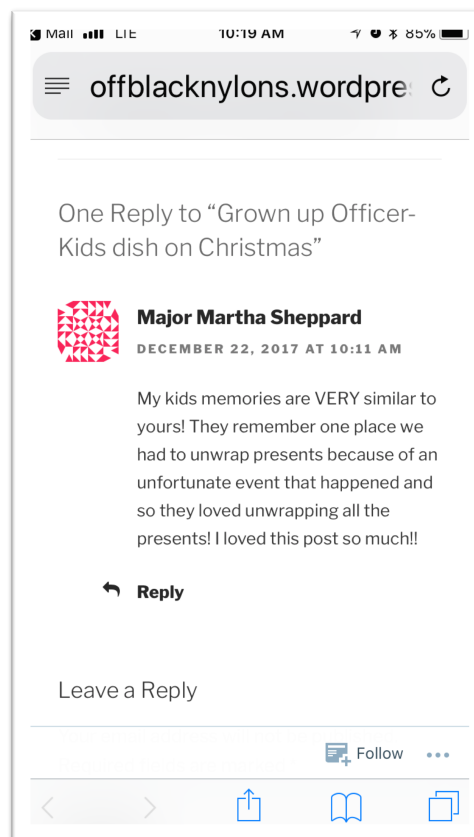 Mail LTE 10:19 AM 85%
offblacknylons.wordpre
One Reply to “Grown up Officer-
Kids dish on Christmas”
Major Martha Sheppard
DECEMBER 22, 2017 AT 10:11 AM
My kids memories are VERY similar to
yours! They remember one place we
had to unwrap presents because of an
unfortunate event that happened and
so they loved unwrapping all the
presents! I loved this post so much!!
Reply
Leave a Reply
Follow